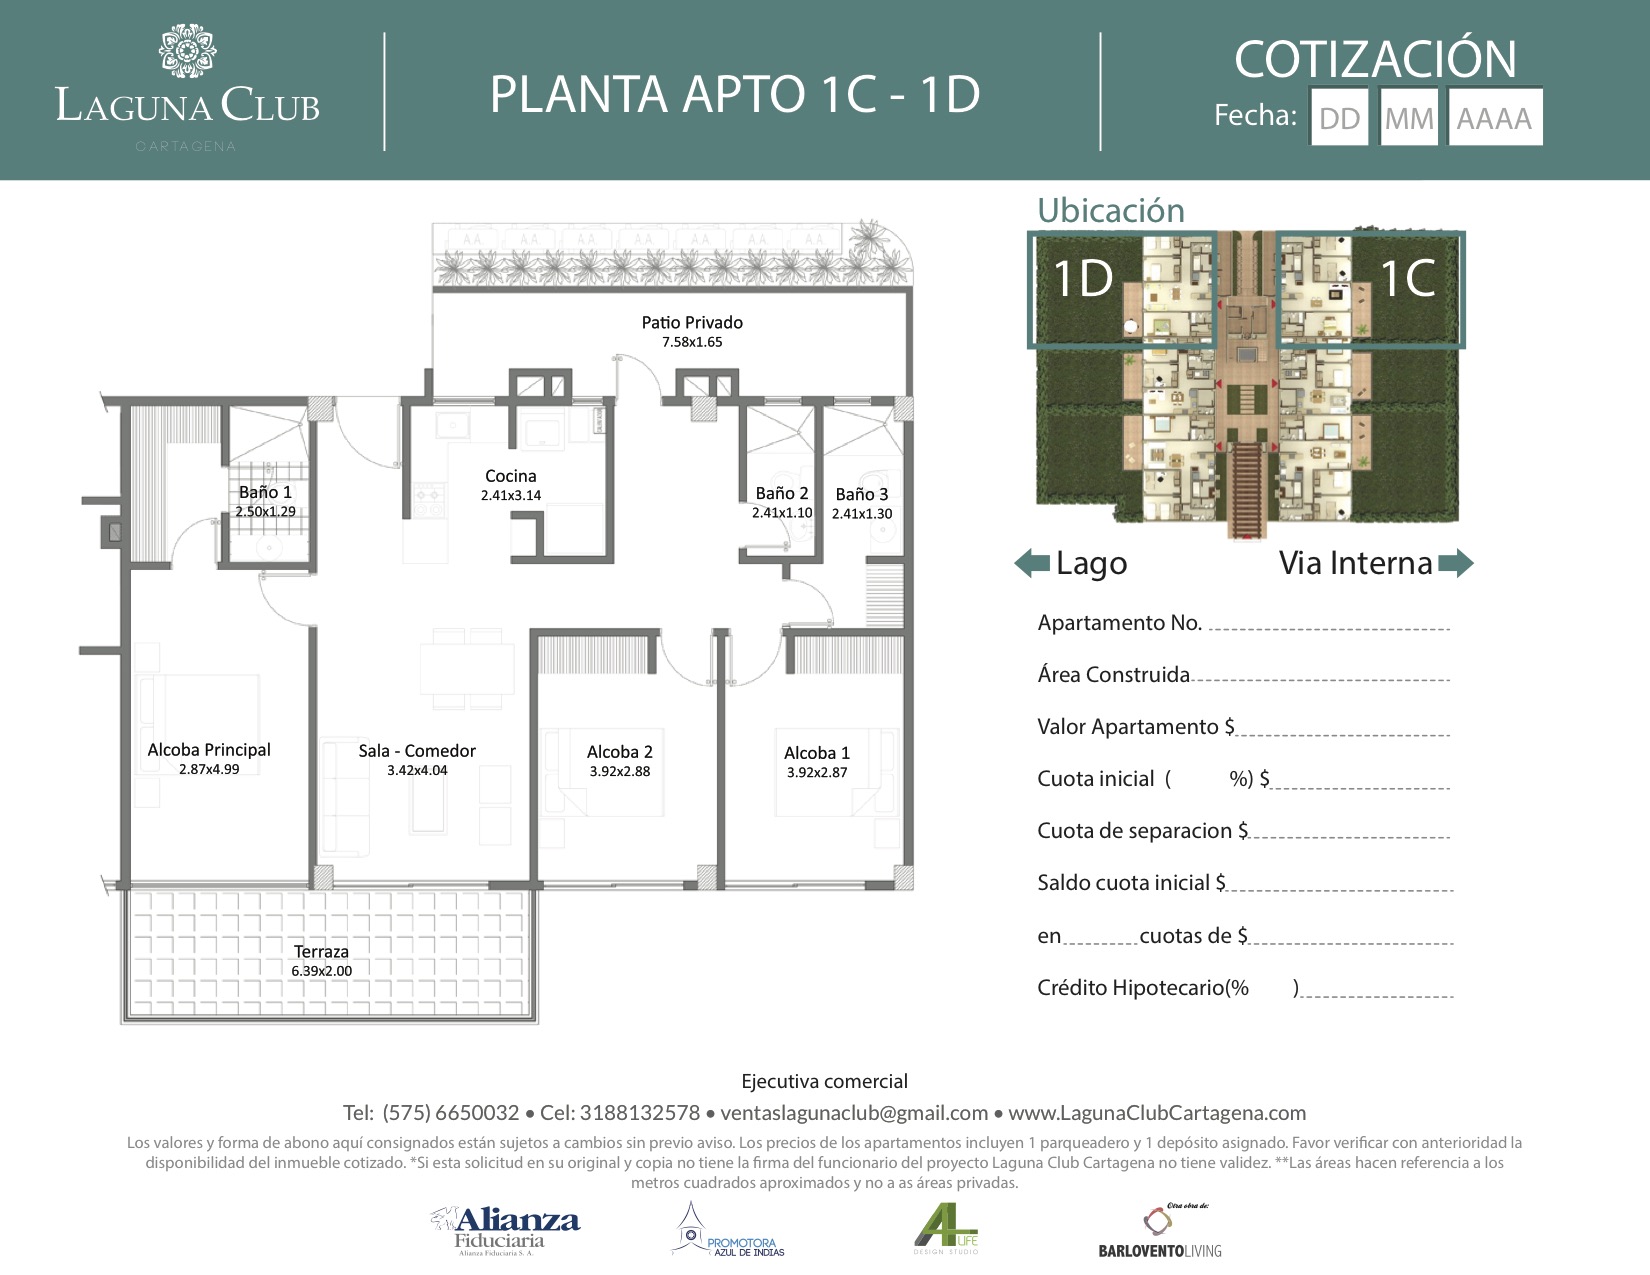 LAGUNA CLUB
CARTAGENA
PLANTA APTO 1C - 1D
COTIZACIÓN
Fecha: DD MM AAAA
A.A. A.A. A.A. A.A. A.A. A.A. A.A.
Patio Privado
7.58x1.65
Cocina
2.41x3.14
Baño 1
2.50x1.29
Baño 2
2.41x1.10
Baño 3
2.41x1.30
Alcoba Principal
2.87x4.99
Sala - Comedor
3.42x4.04
Alcoba 2
3.92x2.88
Alcoba 1
3.92x2.87
Terraza
6.39x2.00
Ubicación
1D
1C
Lago
Via Interna
Apartamento No.
Área Construida
Valor Apartamento $
Cuota inicial ( %) $
Cuota de separacion $
Saldo cuota inicial $
en cuotas de $
Crédito Hipotecario(% )
Ejecutiva comercial
Tel: (575) 6650032 • Cel: 3188132578 • ventaslagunaclub@gmail.com • www.LagunaClubCartagena.com
Los valores y forma de abono aquí consignados están sujetos a cambios sin previo aviso. Los precios de los apartamentos incluyen 1 parqueadero y 1 depósito asignado. Favor verificar con anterioridad la
disponibilidad del inmueble cotizado. *Si esta solicitud en su original y copia no tiene la firma del funcionario del proyecto Laguna Club Cartagena no tiene validez. **Las áreas hacen referencia a los
metros cuadrados aproximados y no a as áreas privadas.
Alianza
Fiduciaria
Alianza Fiduciaria S. A.
PROMOTORA
AZUL DE INDIAS
A4 LIFE
DESIGN STUDIO
Otra obra de:
BARLOVENTO LIVING